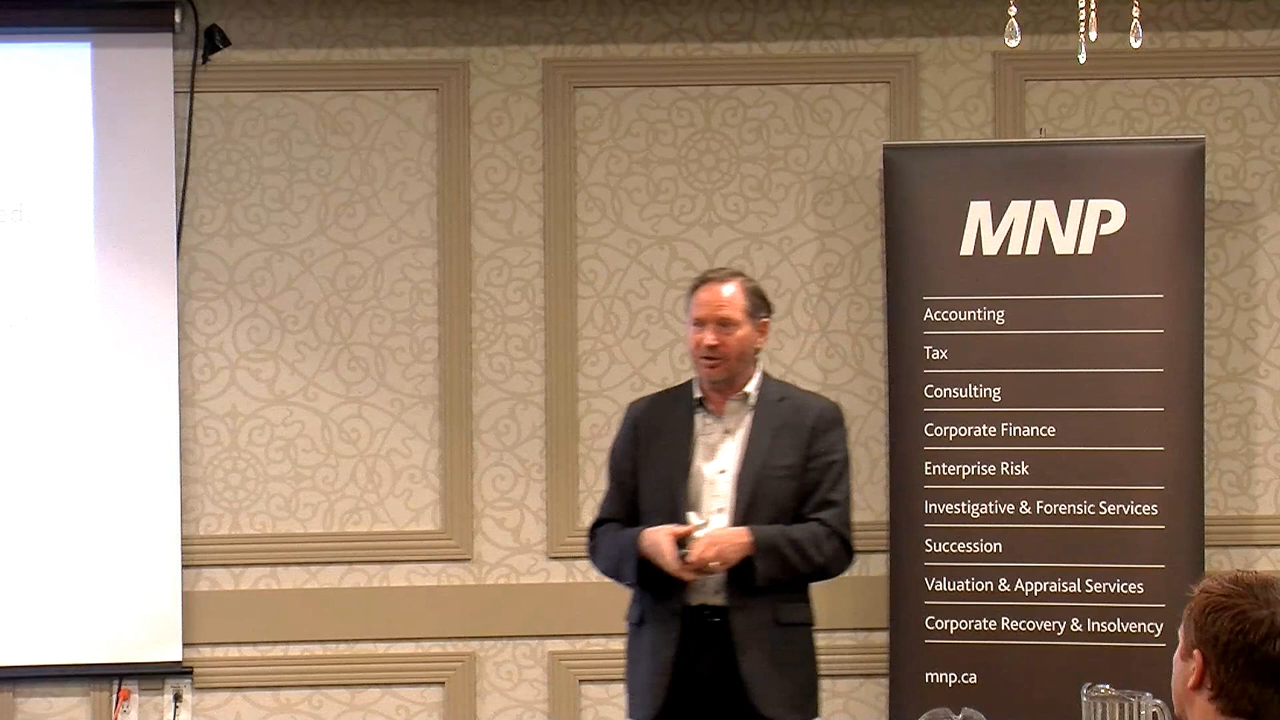 ed.
MNP
Accounting
Tax
Consulting
Corporate Finance
Enterprise Risk
Investigative & Forensic Services
Succession
Valuation & Appraisal Services
Corporate Recovery & Insolvency
mnp.ca